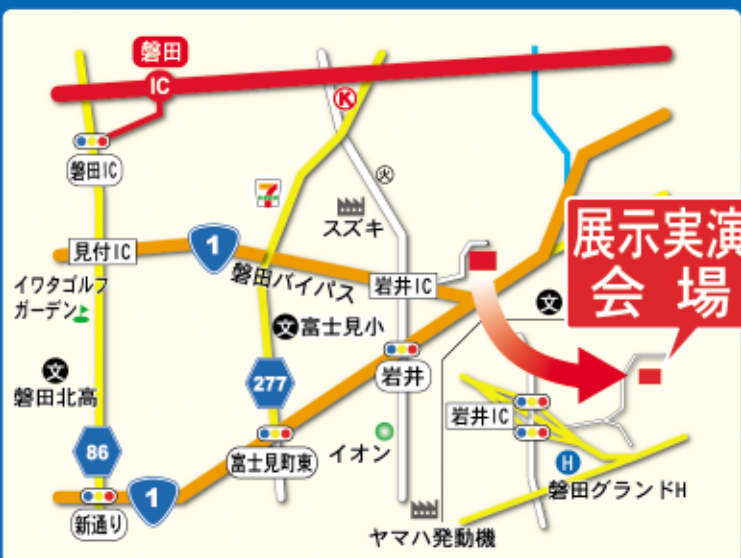 磐田
IC
磐田IC
K
7
火
スズキ
見付IC
1
磐田バイパス
岩井IC
展示実演
会場
イワタゴルフ
ガーデン
文
富士見小
文
文
磐田北高
277
岩井
岩井IC
86
富士見町東
イオン
H
磐田グランドH
1
新通り
ヤマハ発動機